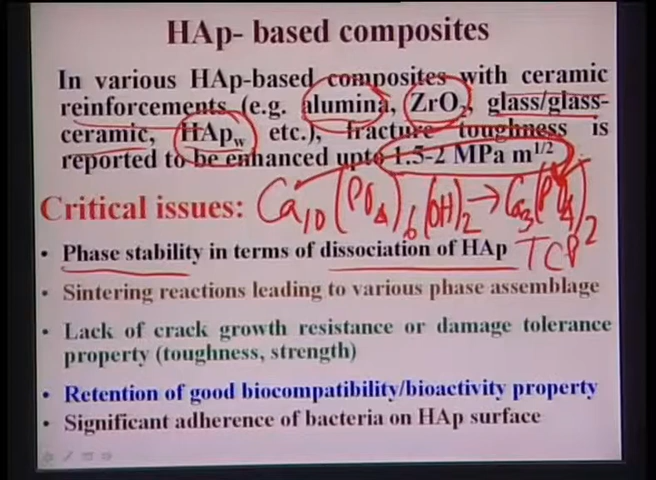 HAp- based composites
In various HAp-based composites with ceramic
reinforcements (e.g. alumina, ZrO2, glass/glass-
ceramic, HApw etc.), fracture toughness is
reported to be enhanced upto 1.5-2 MPa m1/2
Critical issues: Ca10(PO4)6(OH)2→Ca3(PO4)2
• Phase stability in terms of dissociation of HAp TCP
• Sintering reactions leading to various phase assemblage
• Lack of crack growth resistance or damage tolerance
property (toughness, strength)
• Retention of good biocompatibility/bioactivity property
• Significant adherence of bacteria on HAp surface